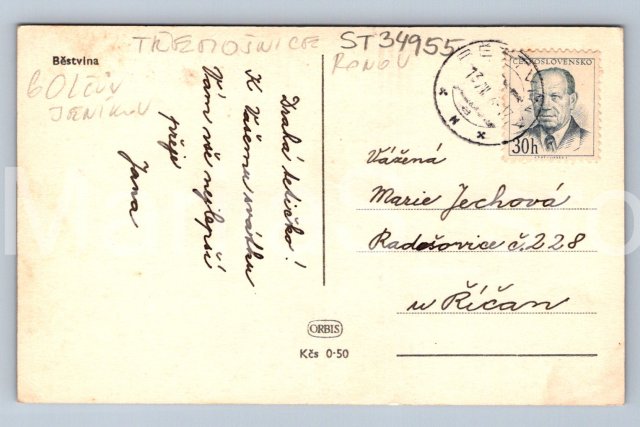 Běstvina
TŘEMOŠNICE
ST34955
RONOV
GOLČŮV
JENÍKOV
Drahá tetičko!
K Vašemu svátku
Vám vše nejlepší
přeje
Jana
ČESKOSLOVENSKO
30h
Vážená
Marie Jechová
Radošovice č.228
u Říčan
ORBIS
Kčs 0·50